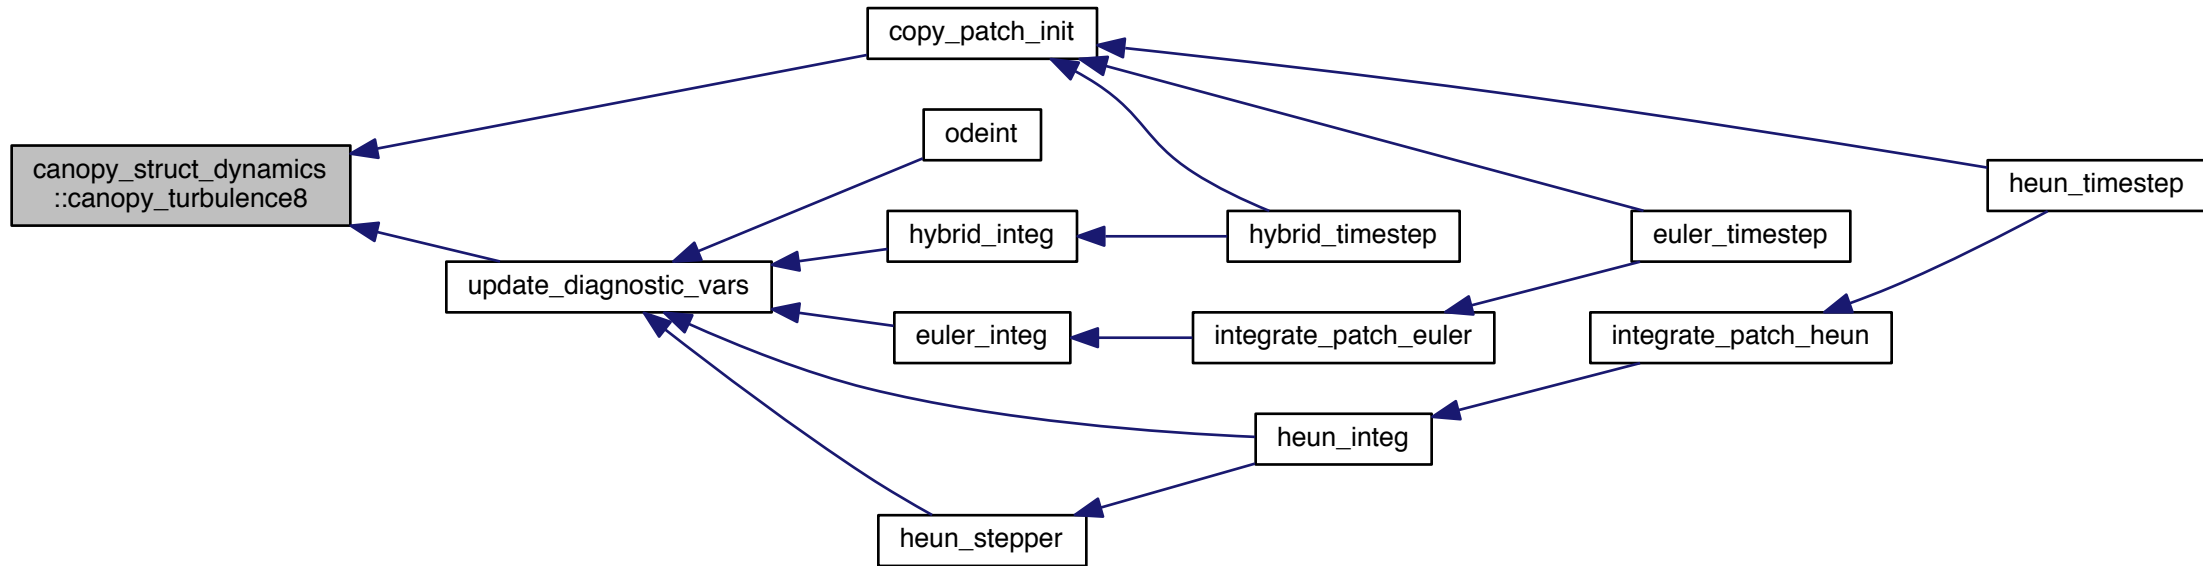 copy_patch_init
odeint
canopy_struct_dynamics
::canopy_turbulence8
heun_timestep
hybrid_integ
hybrid_timestep
euler_timestep
update_diagnostic_vars
euler_integ
integrate_patch_euler
integrate_patch_heun
heun_integ
heun_stepper